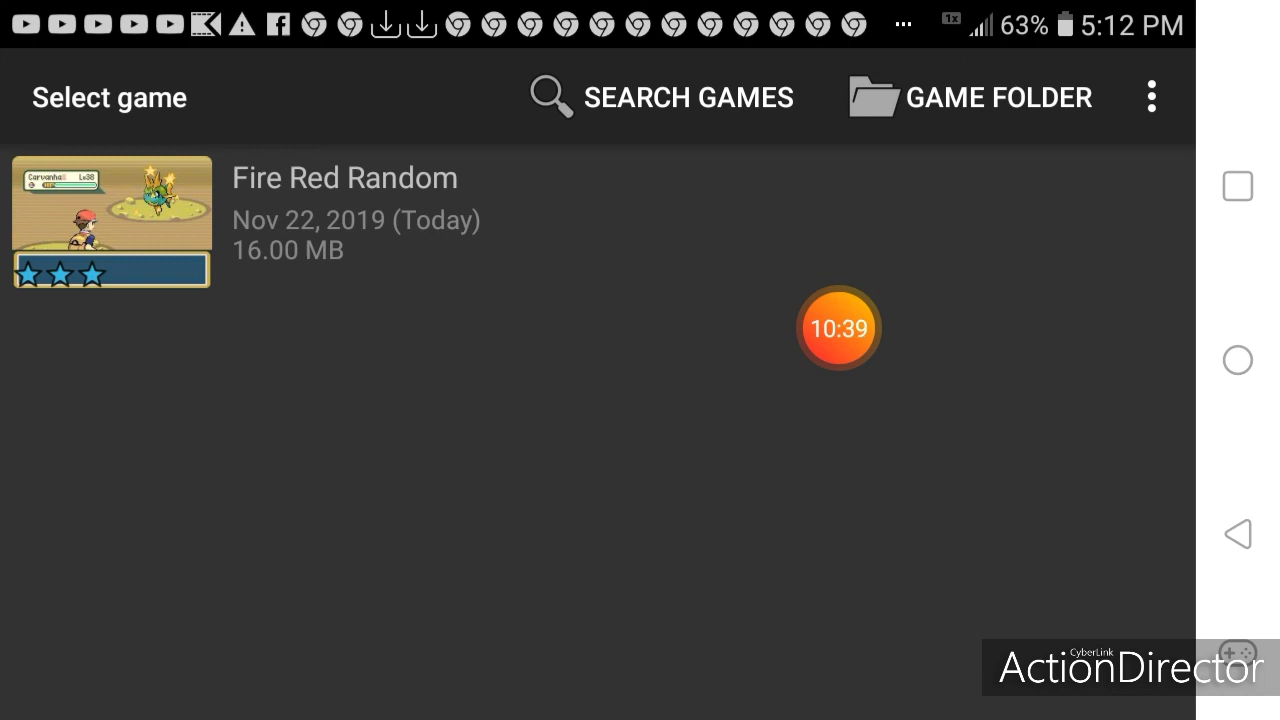 1x 63% 5:12 PM
Select game
SEARCH GAMES
GAME FOLDER
Carvanha Lv38
Fire Red Random
Nov 22, 2019 (Today)
16.00 MB
10:39
CyberLink
ActionDirector